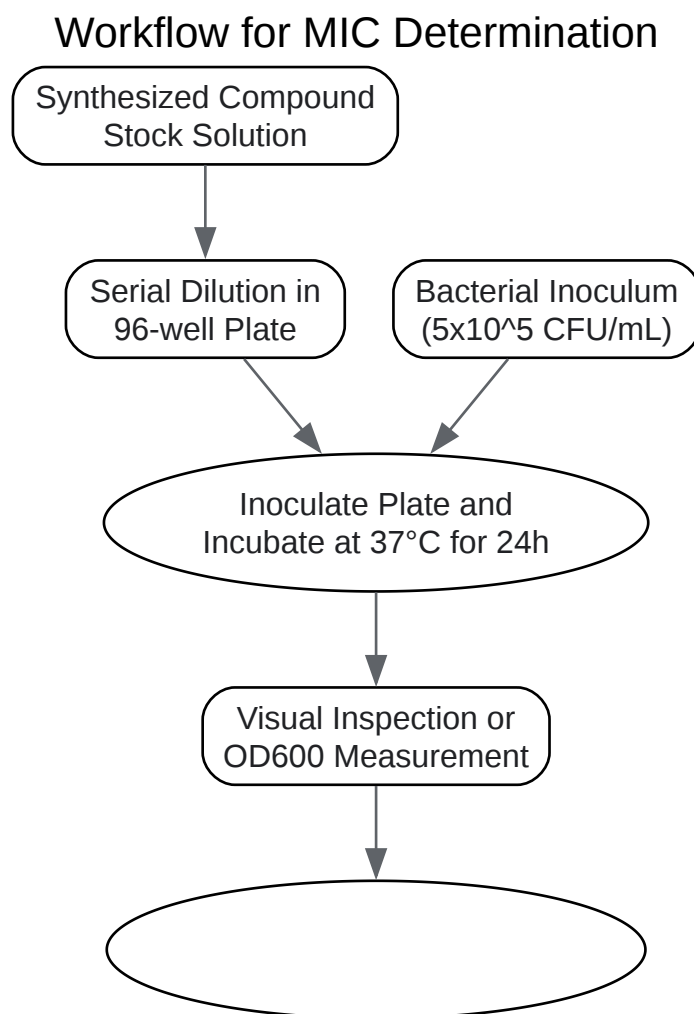 Workflow for MIC Determination
Synthesized Compound
Stock Solution
Serial Dilution in
96-well Plate
Bacterial Inoculum
(5x10^5 CFU/mL)
Inoculate Plate and
Incubate at 37°C for 24h
Visual Inspection or
OD600 Measurement